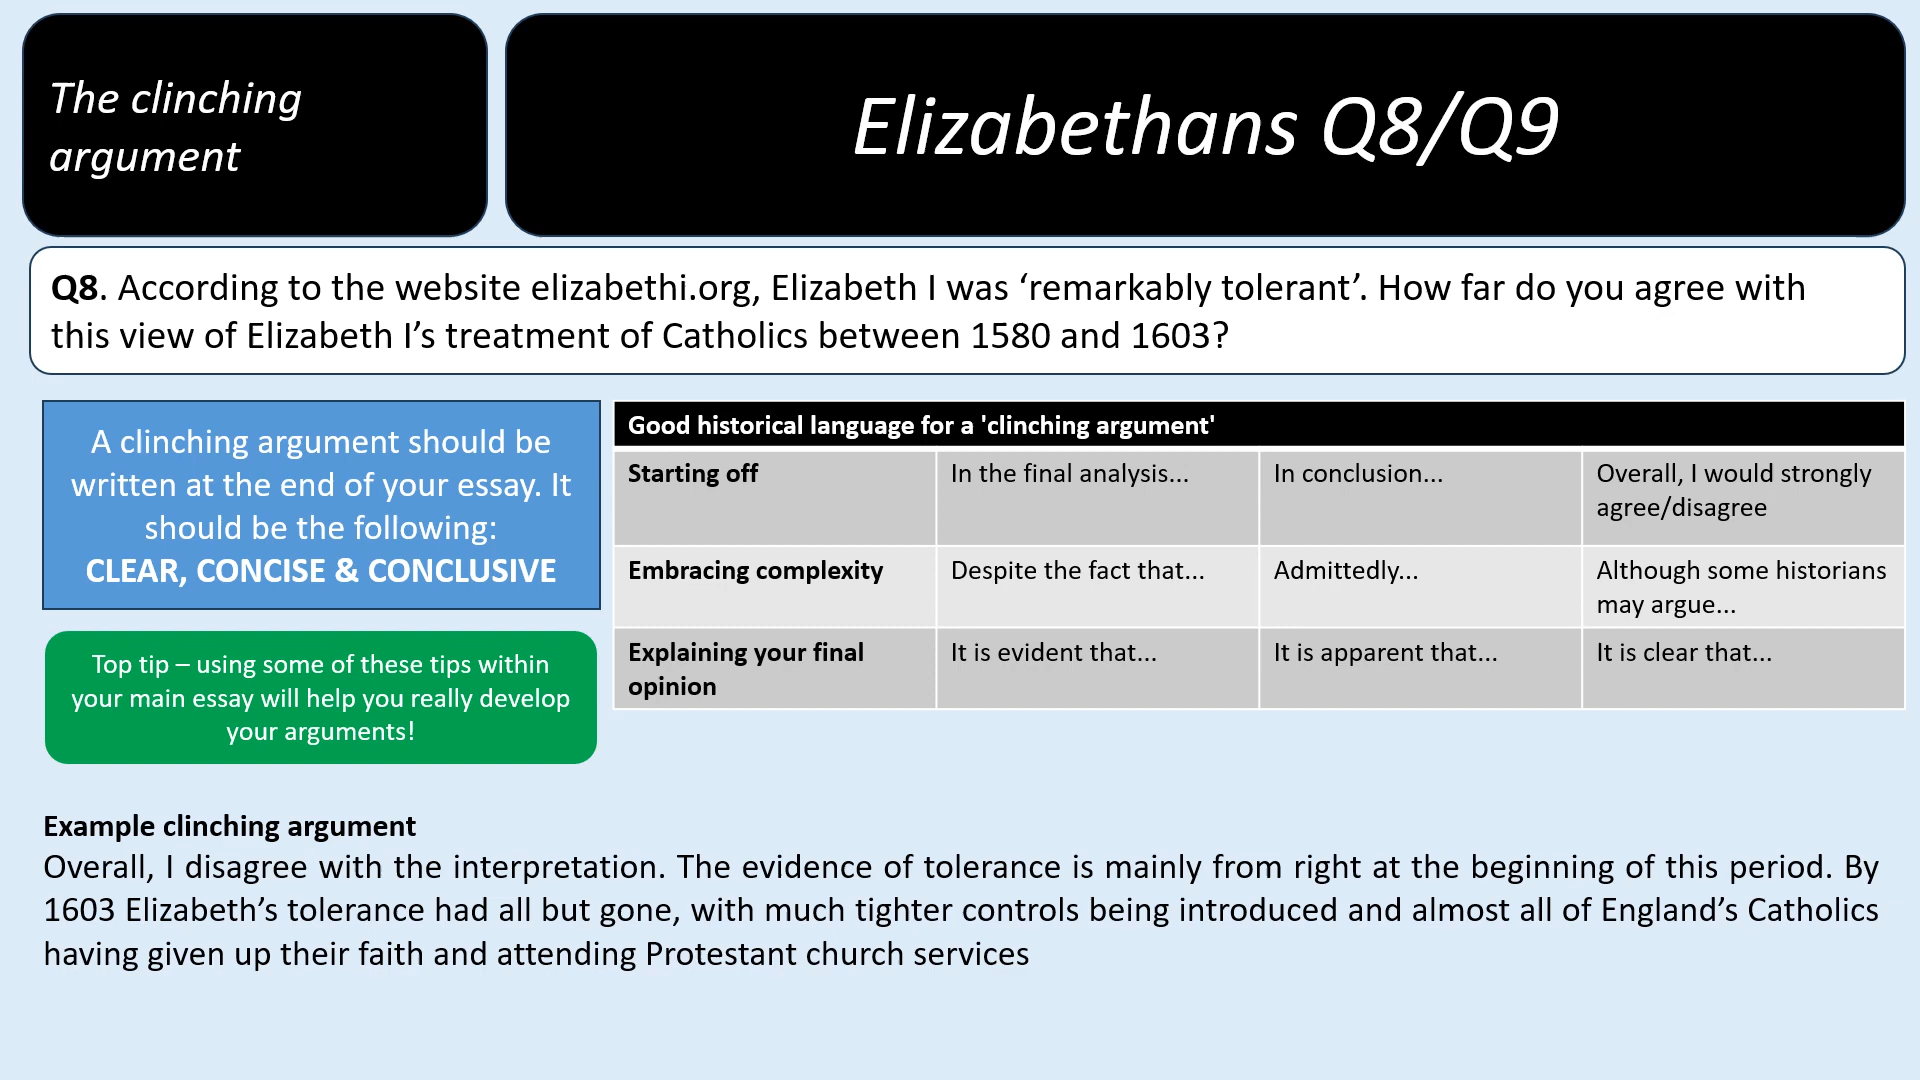 The clinching
argument
Elizabethans Q8/Q9
Q8. According to the website elizabethi.org, Elizabeth I was ‘remarkably tolerant’. How far do you agree with
this view of Elizabeth I’s treatment of Catholics between 1580 and 1603?
A clinching argument should be
written at the end of your essay. It
should be the following:
CLEAR, CONCISE & CONCLUSIVE
Top tip – using some of these tips within
your main essay will help you really develop
your arguments!
Good historical language for a 'clinching argument'
Starting off In the final analysis... In conclusion... Overall, I would strongly
agree/disagree
Embracing complexity Despite the fact that... Admittedly... Although some historians
may argue...
Explaining your final It is evident that... It is apparent that... It is clear that...
opinion
Example clinching argument
Overall, I disagree with the interpretation. The evidence of tolerance is mainly from right at the beginning of this period. By
1603 Elizabeth’s tolerance had all but gone, with much tighter controls being introduced and almost all of England’s Catholics
having given up their faith and attending Protestant church services